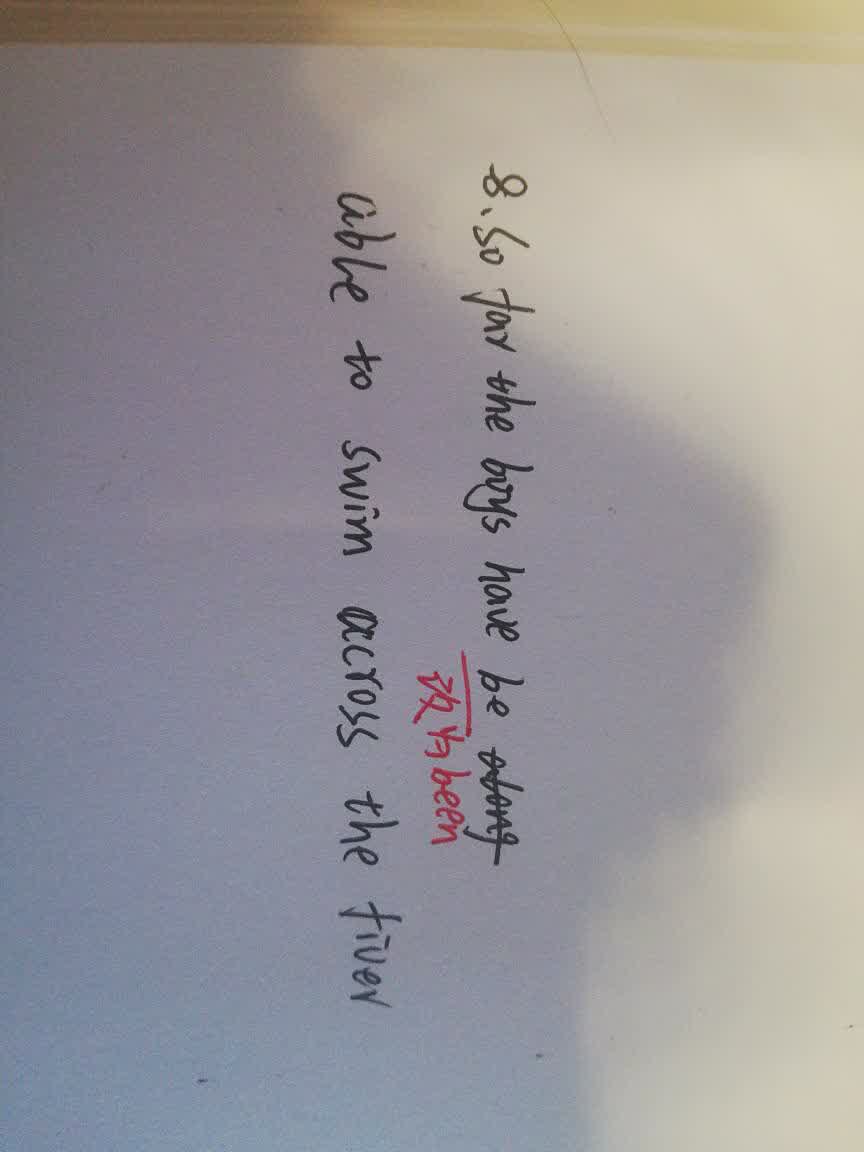 8. So far the boys have be along
改为been
able to swim across the fiver